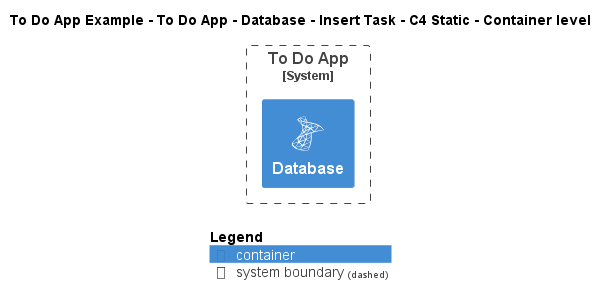 To Do App Example - To Do App - Database - Insert Task - C4 Static - Container level
To Do App
[System]
Database
Legend
container
system boundary (dashed)